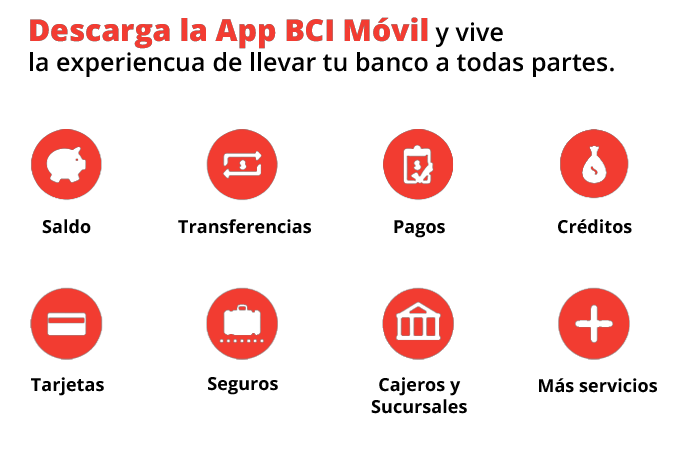 Descarga la App BCI Móvil y vive
la experiencua de llevar tu banco a todas partes.
Saldo
Transferencias
Pagos
Créditos
Tarjetas
Seguros
Cajeros y
Sucursales
Más servicios